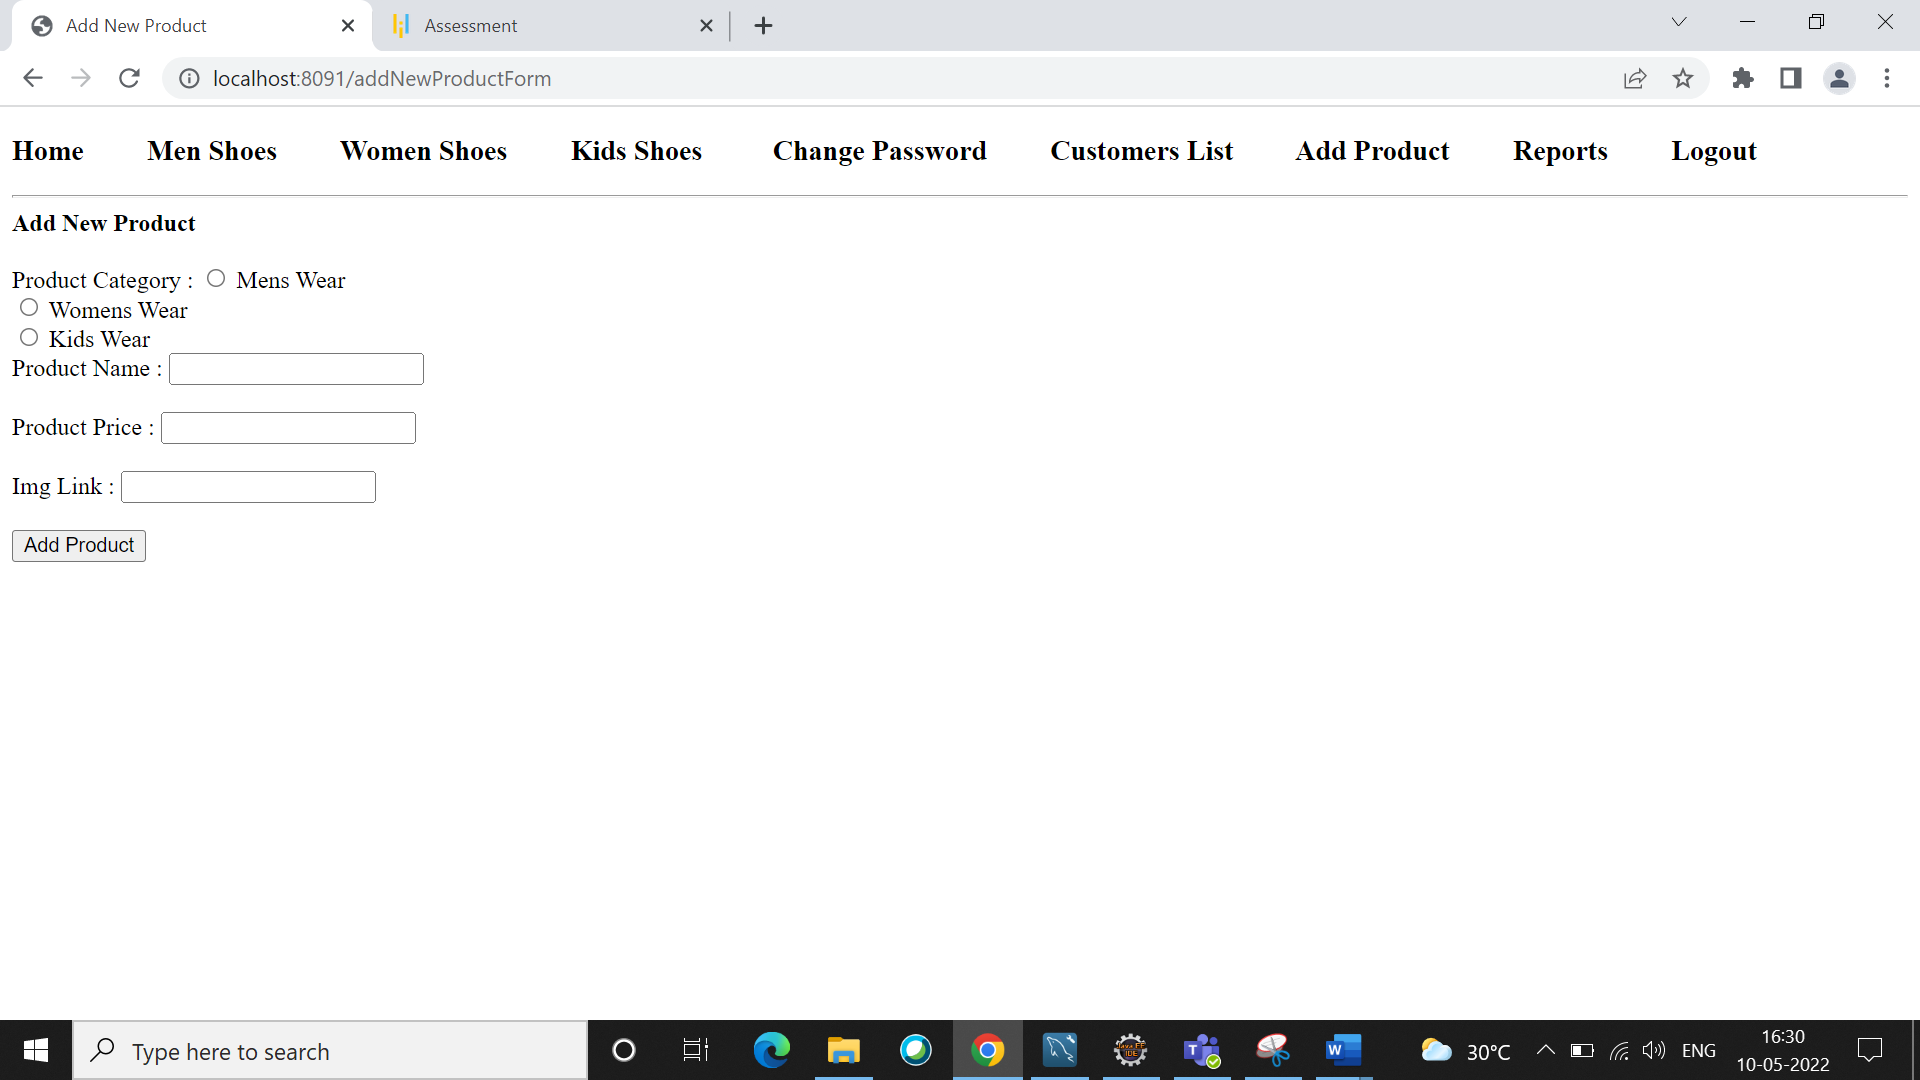 Add New Product
Assessment
localhost:8091/addNewProductForm
Home Men Shoes Women Shoes Kids Shoes Change Password Customers List Add Product Reports Logout
Add New Product
Product Category : Mens Wear
Womens Wear
Kids Wear
Product Name :
Product Price :
Img Link :
Add Product
Type here to search
30°C
ENG
16:30
10-05-2022